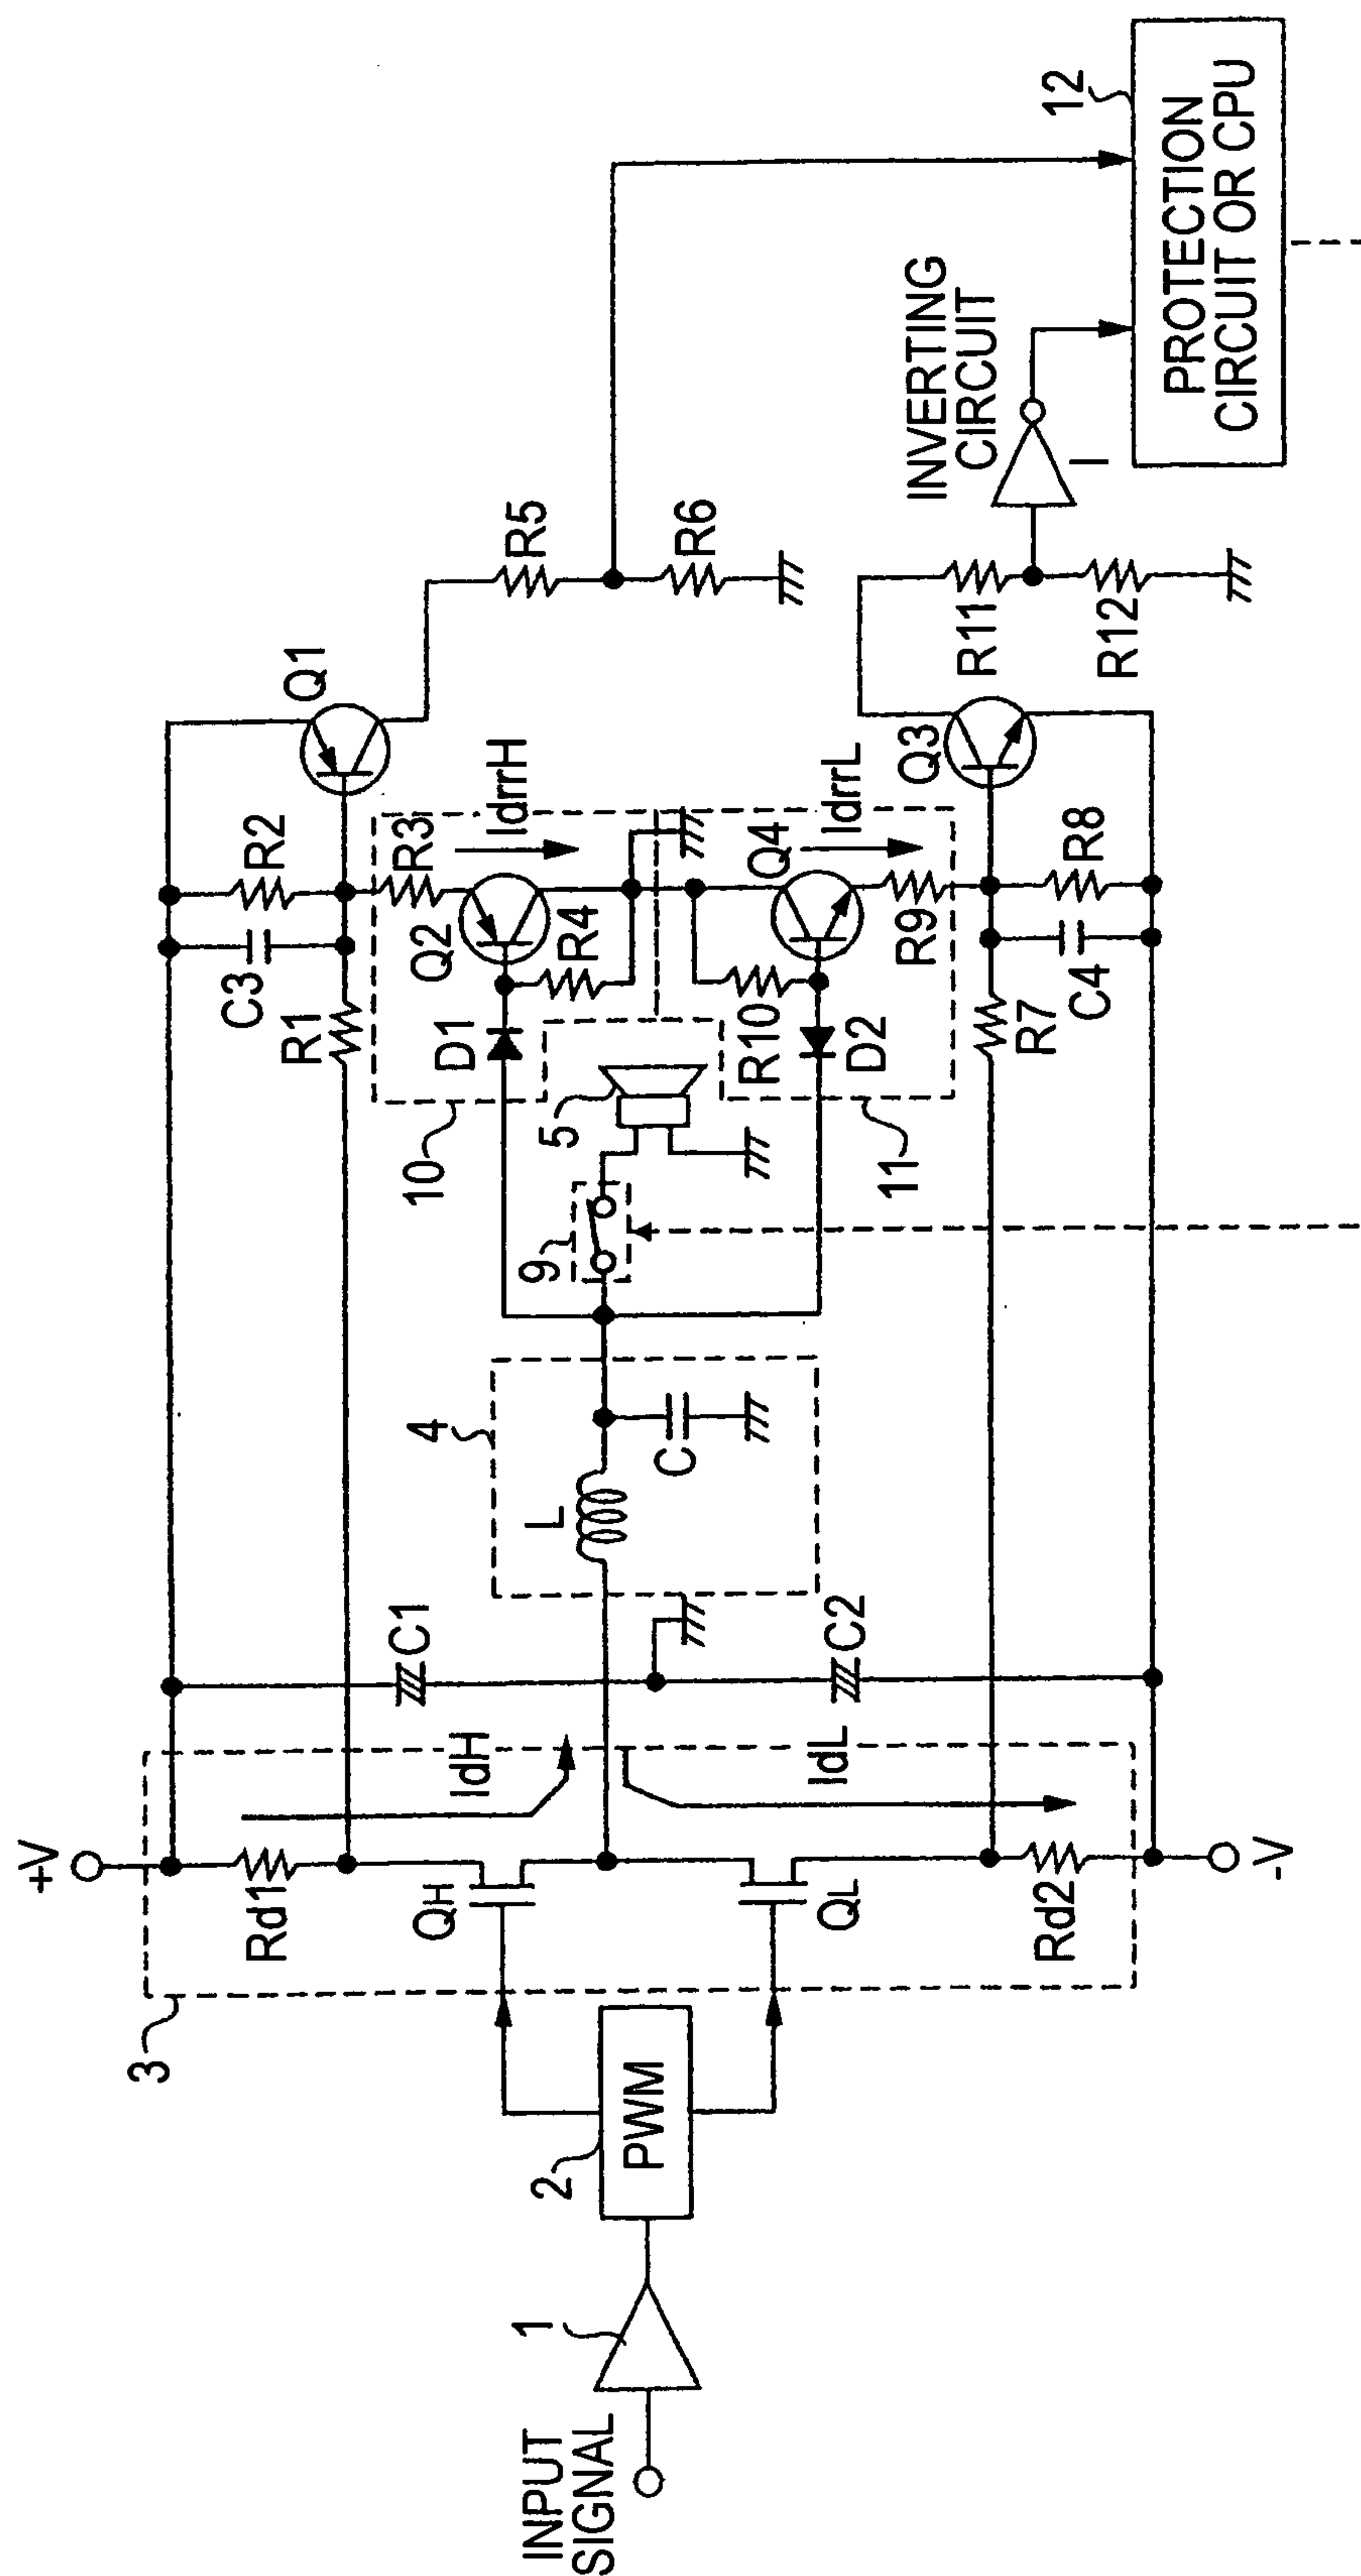 INPUT
SIGNAL
1
2
PWM
3
+V
Rd1
QH
QL
Rd2
-V
IdH
IdL
C1
C2
4
L
C
9
5
10
11
R1
C3
R2
D1
Q2
R3
R4
IdrrH
Q1
R10
D2
Q4
R9
IdrrL
R7
C4
R8
Q3
R5
R6
R11
R12
INVERTING
CIRCUIT
I
12
PROTECTION
CIRCUIT OR CPU